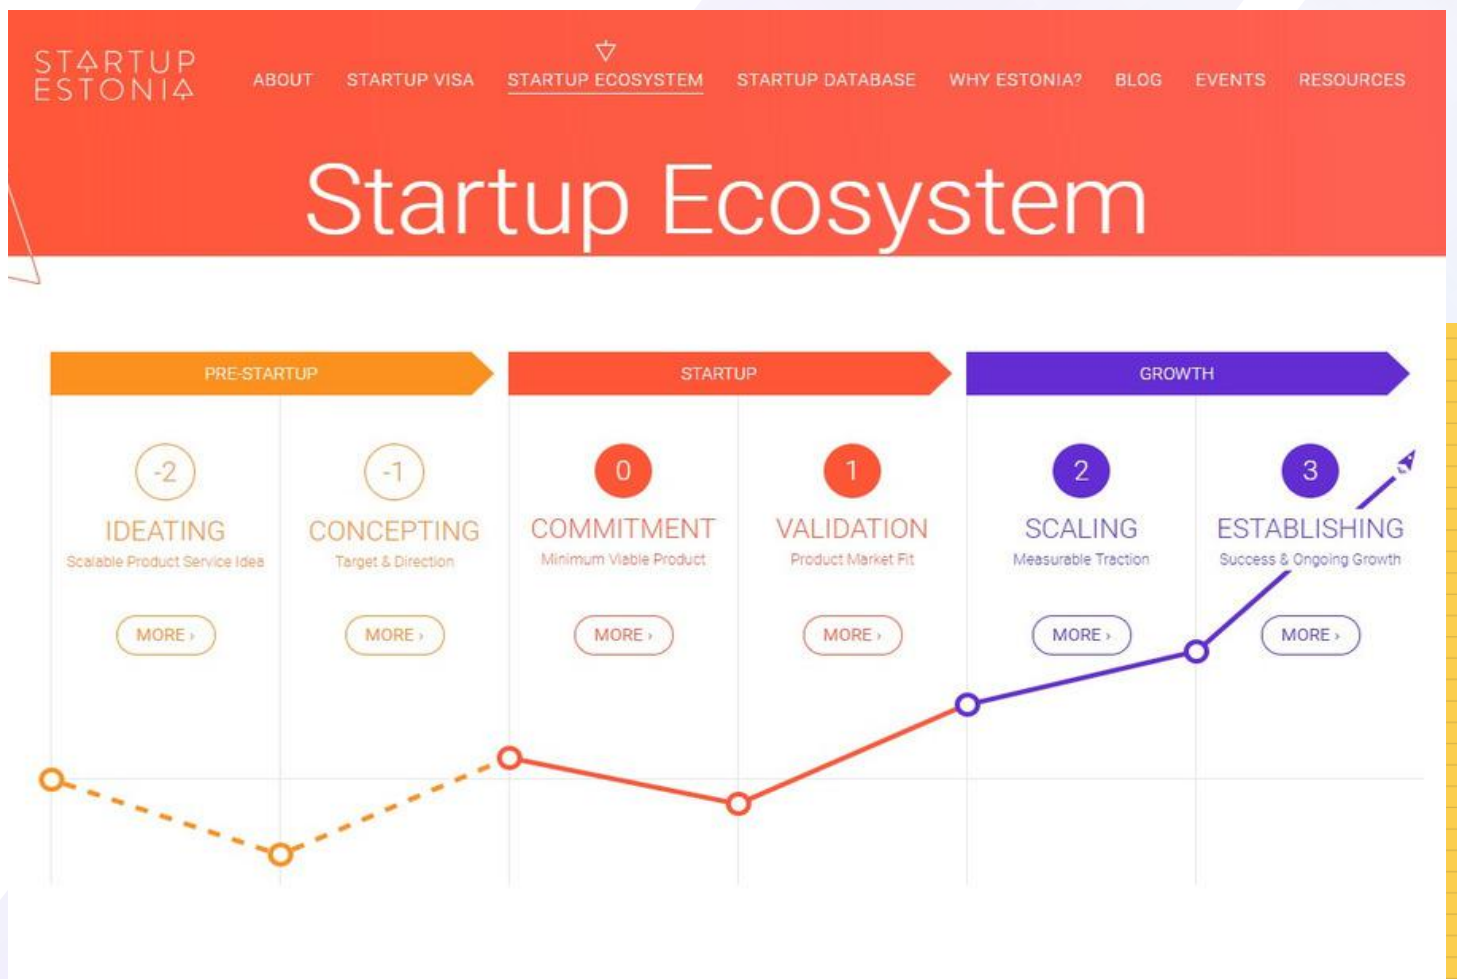 STARTUP
ESTONIA
ABOUT
STARTUP VISA
STARTUP ECOSYSTEM
STARTUP DATABASE
WHY ESTONIA?
BLOG
EVENTS
RESOURCES
Startup Ecosystem
PRE-STARTUP
STARTUP
GROWTH
-2
IDEATING
Scalable Product Service Idea
MORE ›
-1
CONCEPTING
Target & Direction
MORE ›
0
COMMITMENT
Minimum Viable Product
MORE ›
1
VALIDATION
Product Market Fit
MORE ›
2
SCALING
Measurable Traction
MORE ›
3
ESTABLISHING
Success & Ongoing Growth
MORE ›